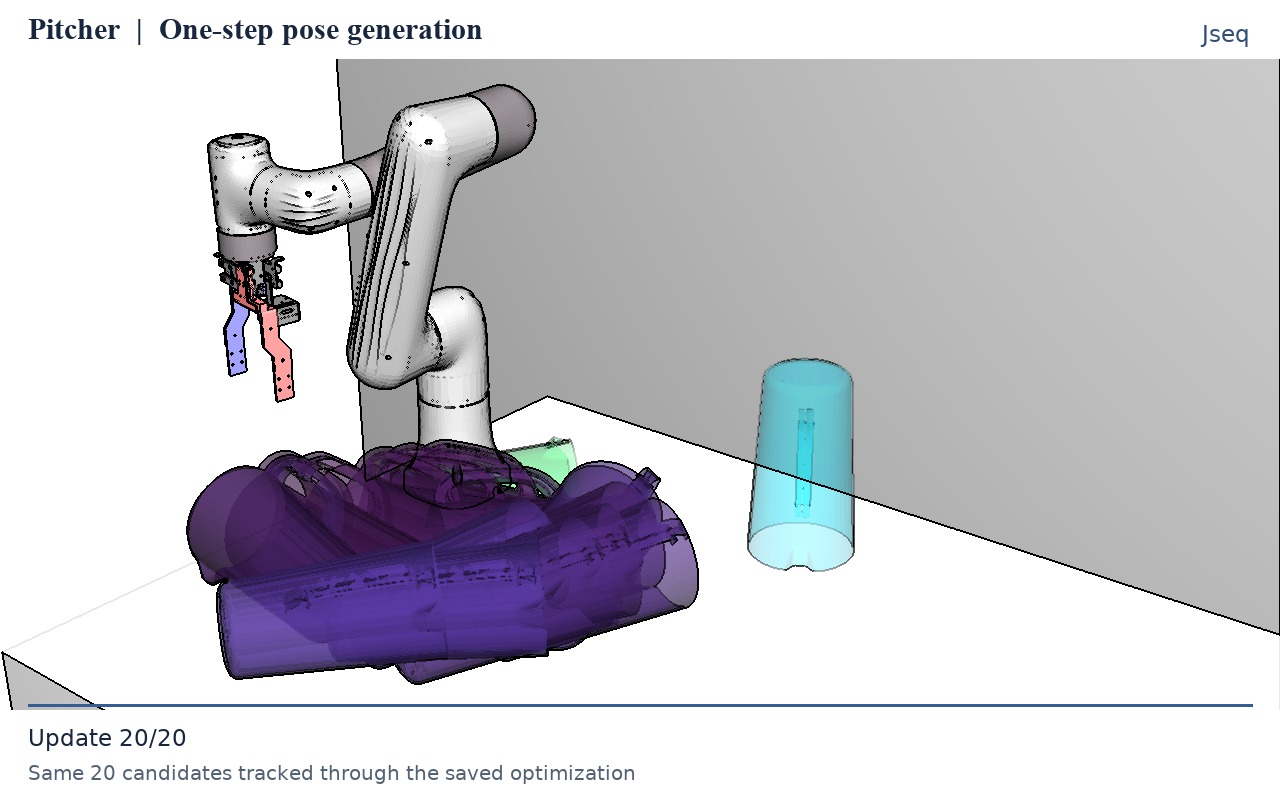 Pitcher | One-step pose generation
Jseq
Update 20/20
Same 20 candidates tracked through the saved optimization